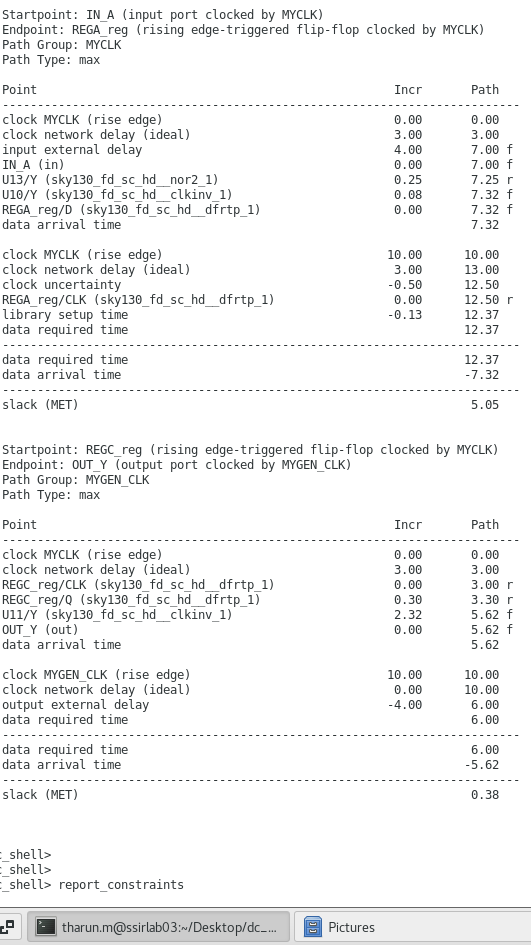 Startpoint: IN_A (input port clocked by MYCLK)
Endpoint: REGA_reg (rising edge-triggered flip-flop clocked by MYCLK)
Path Group: MYCLK
Path Type: max
Point Incr Path
clock MYCLK (rise edge) 0.00 0.00
clock network delay (ideal) 3.00 3.00
input external delay 4.00 7.00 f
IN_A (in) 0.00 7.00 f
U13/Y (sky130_fd_sc_hd__nor2_1) 0.25 7.25 r
U10/Y (sky130_fd_sc_hd__clkinv_1) 0.08 7.32 f
REGA_reg/D (sky130_fd_sc_hd__dfrtp_1) 0.00 7.32 f
data arrival time 7.32
clock MYCLK (rise edge) 10.00 10.00
clock network delay (ideal) 3.00 13.00
clock uncertainty -0.50 12.50
REGA_reg/CLK (sky130_fd_sc_hd__dfrtp_1) 0.00 12.50 r
library setup time -0.13 12.37
data required time 12.37
data required time 12.37
data arrival time -7.32
slack (MET) 5.05
Startpoint: REGC_reg (rising edge-triggered flip-flop clocked by MYCLK)
Endpoint: OUT_Y (output port clocked by MYGEN_CLK)
Path Group: MYGEN_CLK
Path Type: max
Point Incr Path
clock MYCLK (rise edge) 0.00 0.00
clock network delay (ideal) 3.00 3.00
REGC_reg/CLK (sky130_fd_sc_hd__dfrtp_1) 0.00 3.00 r
REGC_reg/Q (sky130_fd_sc_hd__dfrtp_1) 0.30 3.30 r
U11/Y (sky130_fd_sc_hd__clkinv_1) 2.32 5.62 f
OUT_Y (out) 0.00 5.62 f
data arrival time 5.62
clock MYGEN_CLK (rise edge) 10.00 10.00
clock network delay (ideal) 0.00 10.00
output external delay -4.00 6.00
data required time 6.00
data required time 6.00
data arrival time -5.62
slack (MET) 0.38
c_shell>
c_shell>
c_shell> report_constraints
tharun.m@ssirlab03:~/Desktop/dc_... Pictures